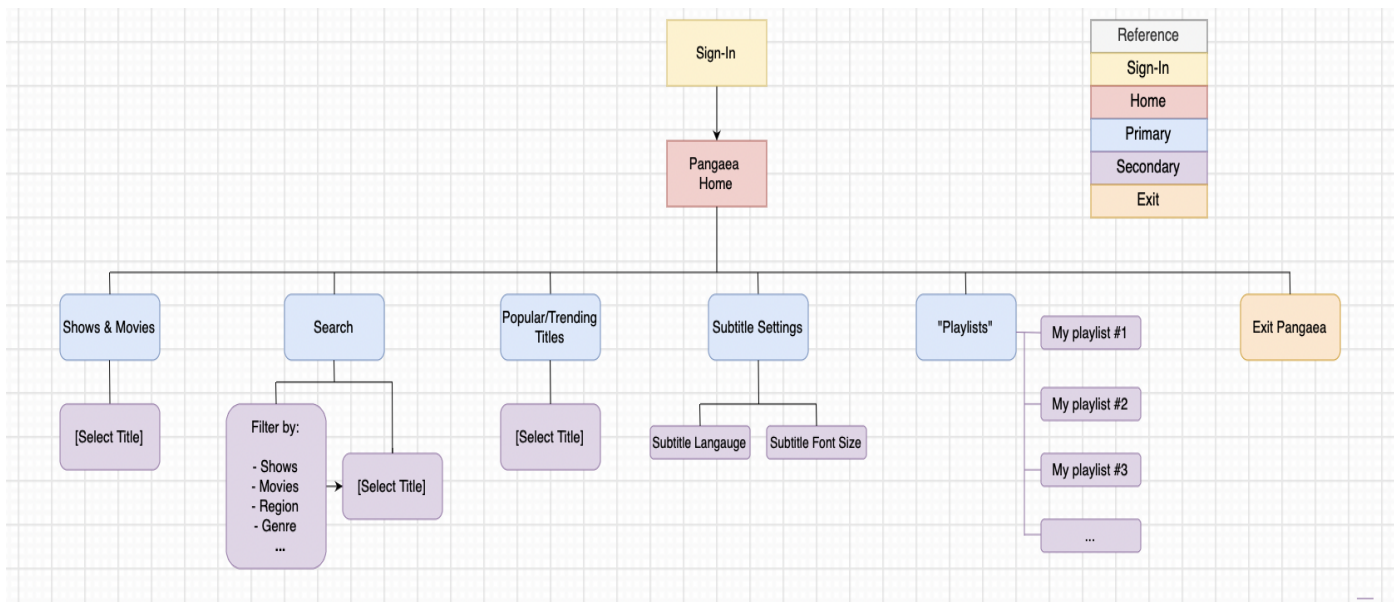 Sign-In
Pangaea
Home
Reference
Sign-In
Home
Primary
Secondary
Exit
Shows & Movies
Search
Popular/Trending
Titles
Subtitle Settings
"Playlists"
Exit Pangaea
[Select Title]
Filter by:
- Shows
- Movies
- Region
- Genre
...
[Select Title]
[Select Title]
Subtitle Langauge
Subtitle Font Size
My playlist #1
My playlist #2
My playlist #3
...